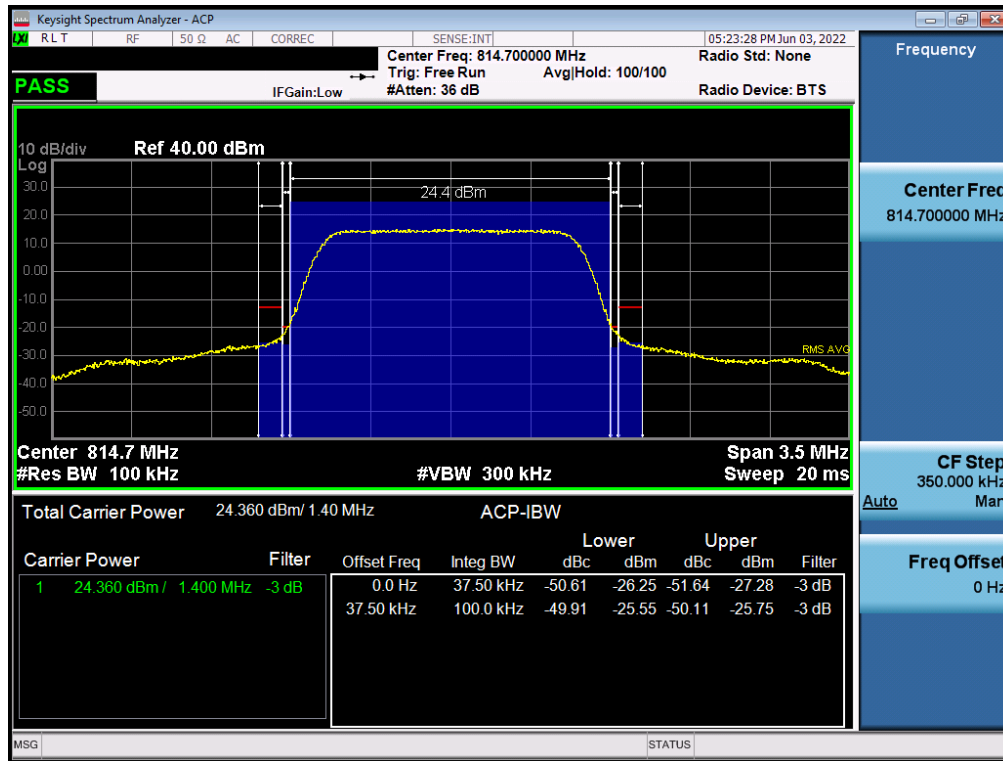 Keysight Spectrum Analyzer - ACP
LXI RLT RF 50 Ω AC CORREC SENSE:INT 05:23:28 PM Jun 03, 2022
Center Freq: 814.700000 MHz Radio Std: None
Trig: Free Run Avg|Hold: 100/100
PASS IFGain:Low #Atten: 36 dB Radio Device: BTS
Frequency
10 dB/div Ref 40.00 dBm
Log
30.0
24.4 dBm
20.0
10.0
0.00
-10.0
-20.0
-30.0
RMS AVG
-40.0
-50.0
Center 814.7 MHz Span 3.5 MHz
#Res BW 100 kHz #VBW 300 kHz Sweep 20 ms
Center Freq
814.700000 MHz
CF Step
350.000 kHz
Auto Man
Freq Offset
0 Hz
Total Carrier Power 24.360 dBm/ 1.40 MHz ACP-IBW
Lower Upper
Carrier Power Filter Offset Freq Integ BW dBc dBm dBc dBm Filter
1 24.360 dBm / 1.400 MHz -3 dB 0.0 Hz 37.50 kHz -50.61 -26.25 -51.64 -27.28 -3 dB
37.50 kHz 100.0 kHz -49.91 -25.55 -50.11 -25.75 -3 dB
MSG STATUS